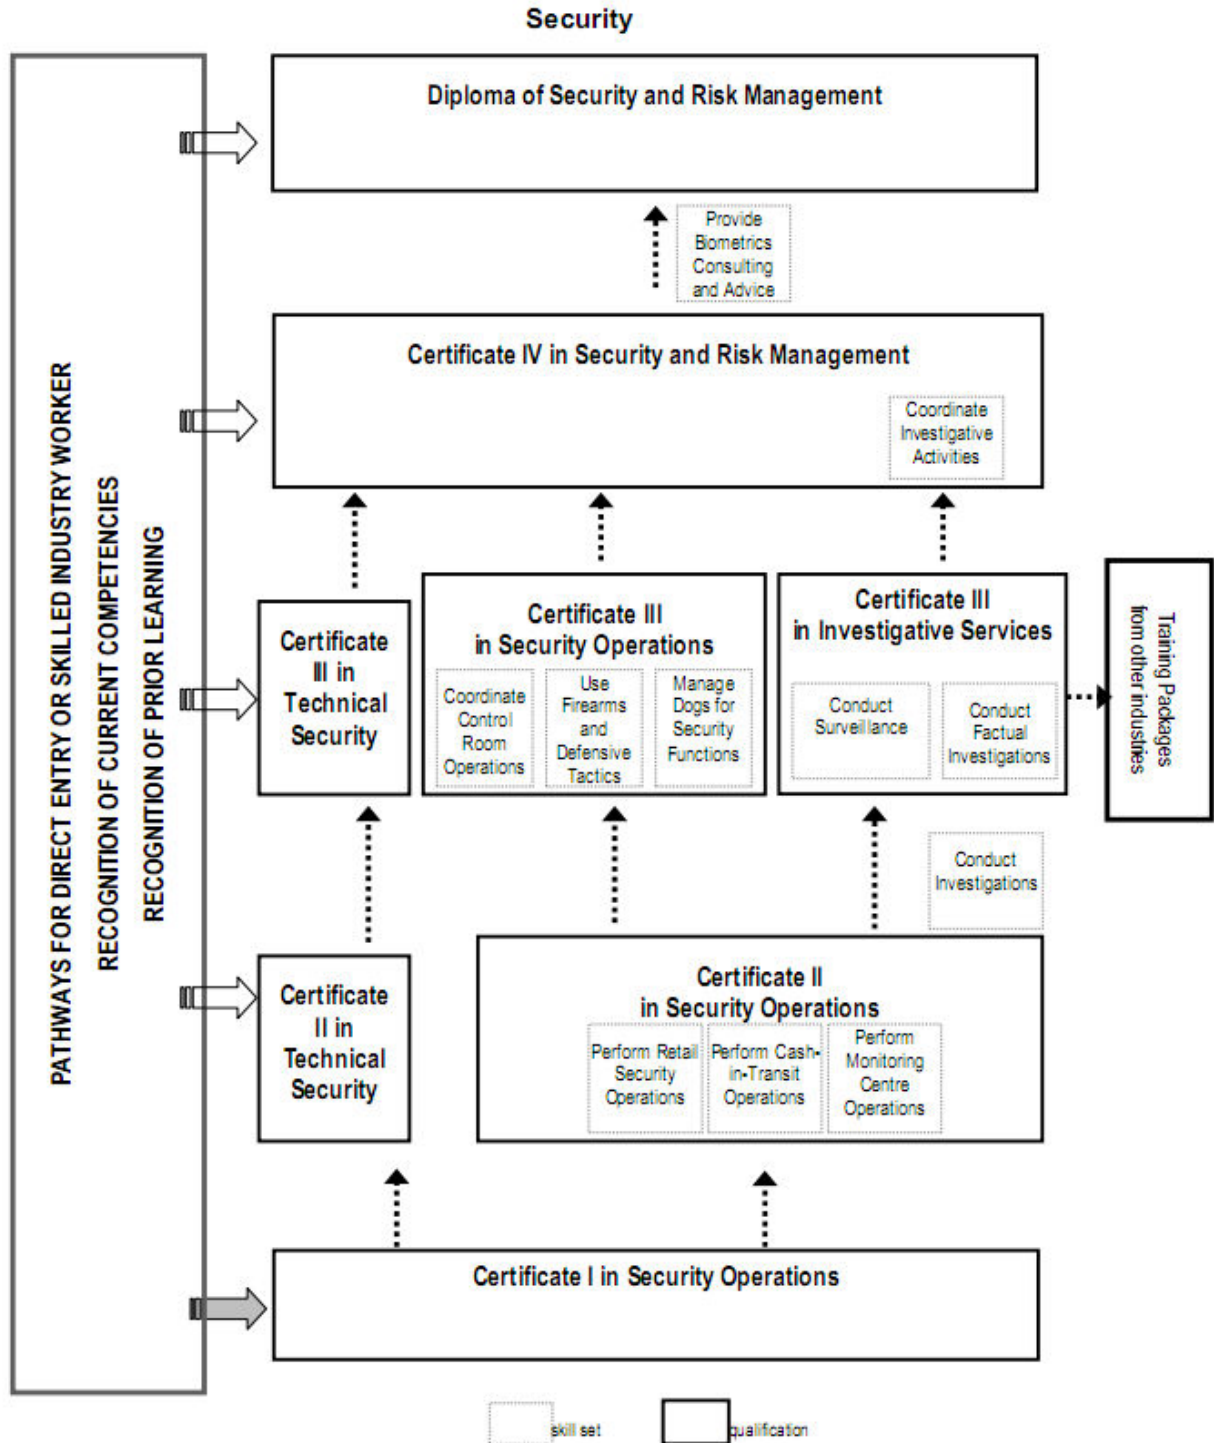 Security
PATHWAYS FOR DIRECT ENTRY OR SKILLED INDUSTRY WORKER
RECOGNITION OF CURRENT COMPETENCIES
RECOGNITION OF PRIOR LEARNING
Diploma of Security and Risk Management
Provide
Biometrics
Consulting
and Advice
Certificate IV in Security and Risk Management
Coordinate
Investigative
Activities
Certificate
III in
Technical
Security
Certificate III
in Security Operations
Coordinate
Control
Room
Operations
Use
Firearms
and
Defensive
Tactics
Manage
Dogs for
Security
Functions
Certificate III
in Investigative Services
Conduct
Surveillance
Conduct
Factual
Investigations
Training Packages
from other industries
Conduct
Investigations
Certificate
II in
Technical
Security
Certificate II
in Security Operations
Perform Retail
Security
Operations
Perform Cash-
in-Transit
Operations
Perform
Monitoring
Centre
Operations
Certificate I in Security Operations
skill set
qualification